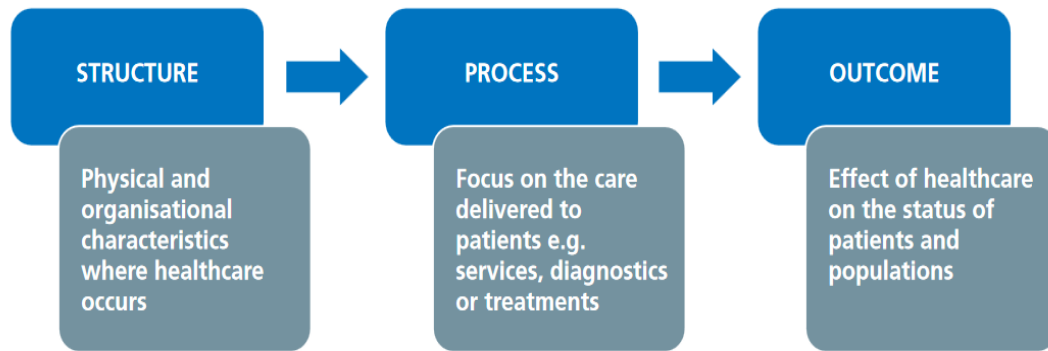 STRUCTURE
Physical and
organisational
characteristics
where healthcare
occurs
PROCESS
Focus on the care
delivered to
patients e.g.
services, diagnostics
or treatments
OUTCOME
Effect of healthcare
on the status of
patients and
populations